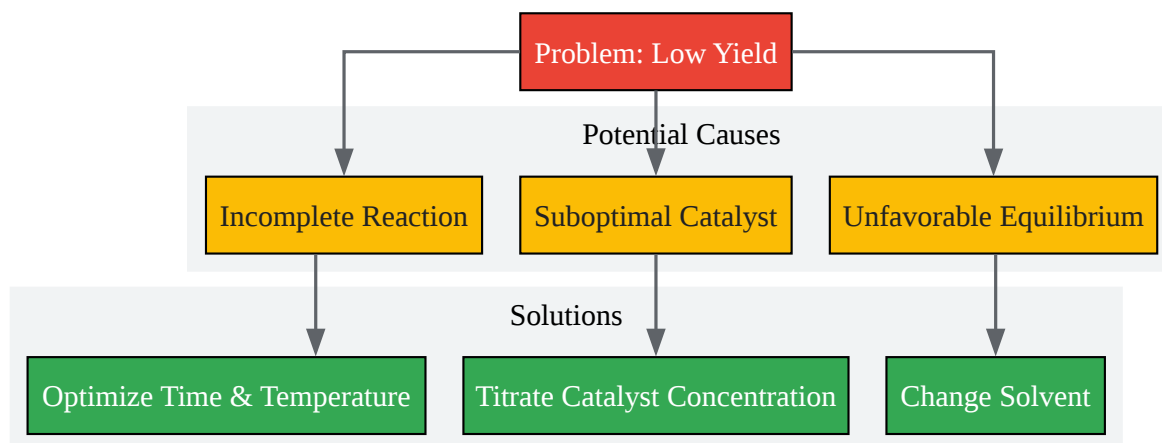 Problem: Low Yield
Potential Causes
Incomplete Reaction
Suboptimal Catalyst
Unfavorable Equilibrium
Solutions
Optimize Time & Temperature
Titrate Catalyst Concentration
Change Solvent